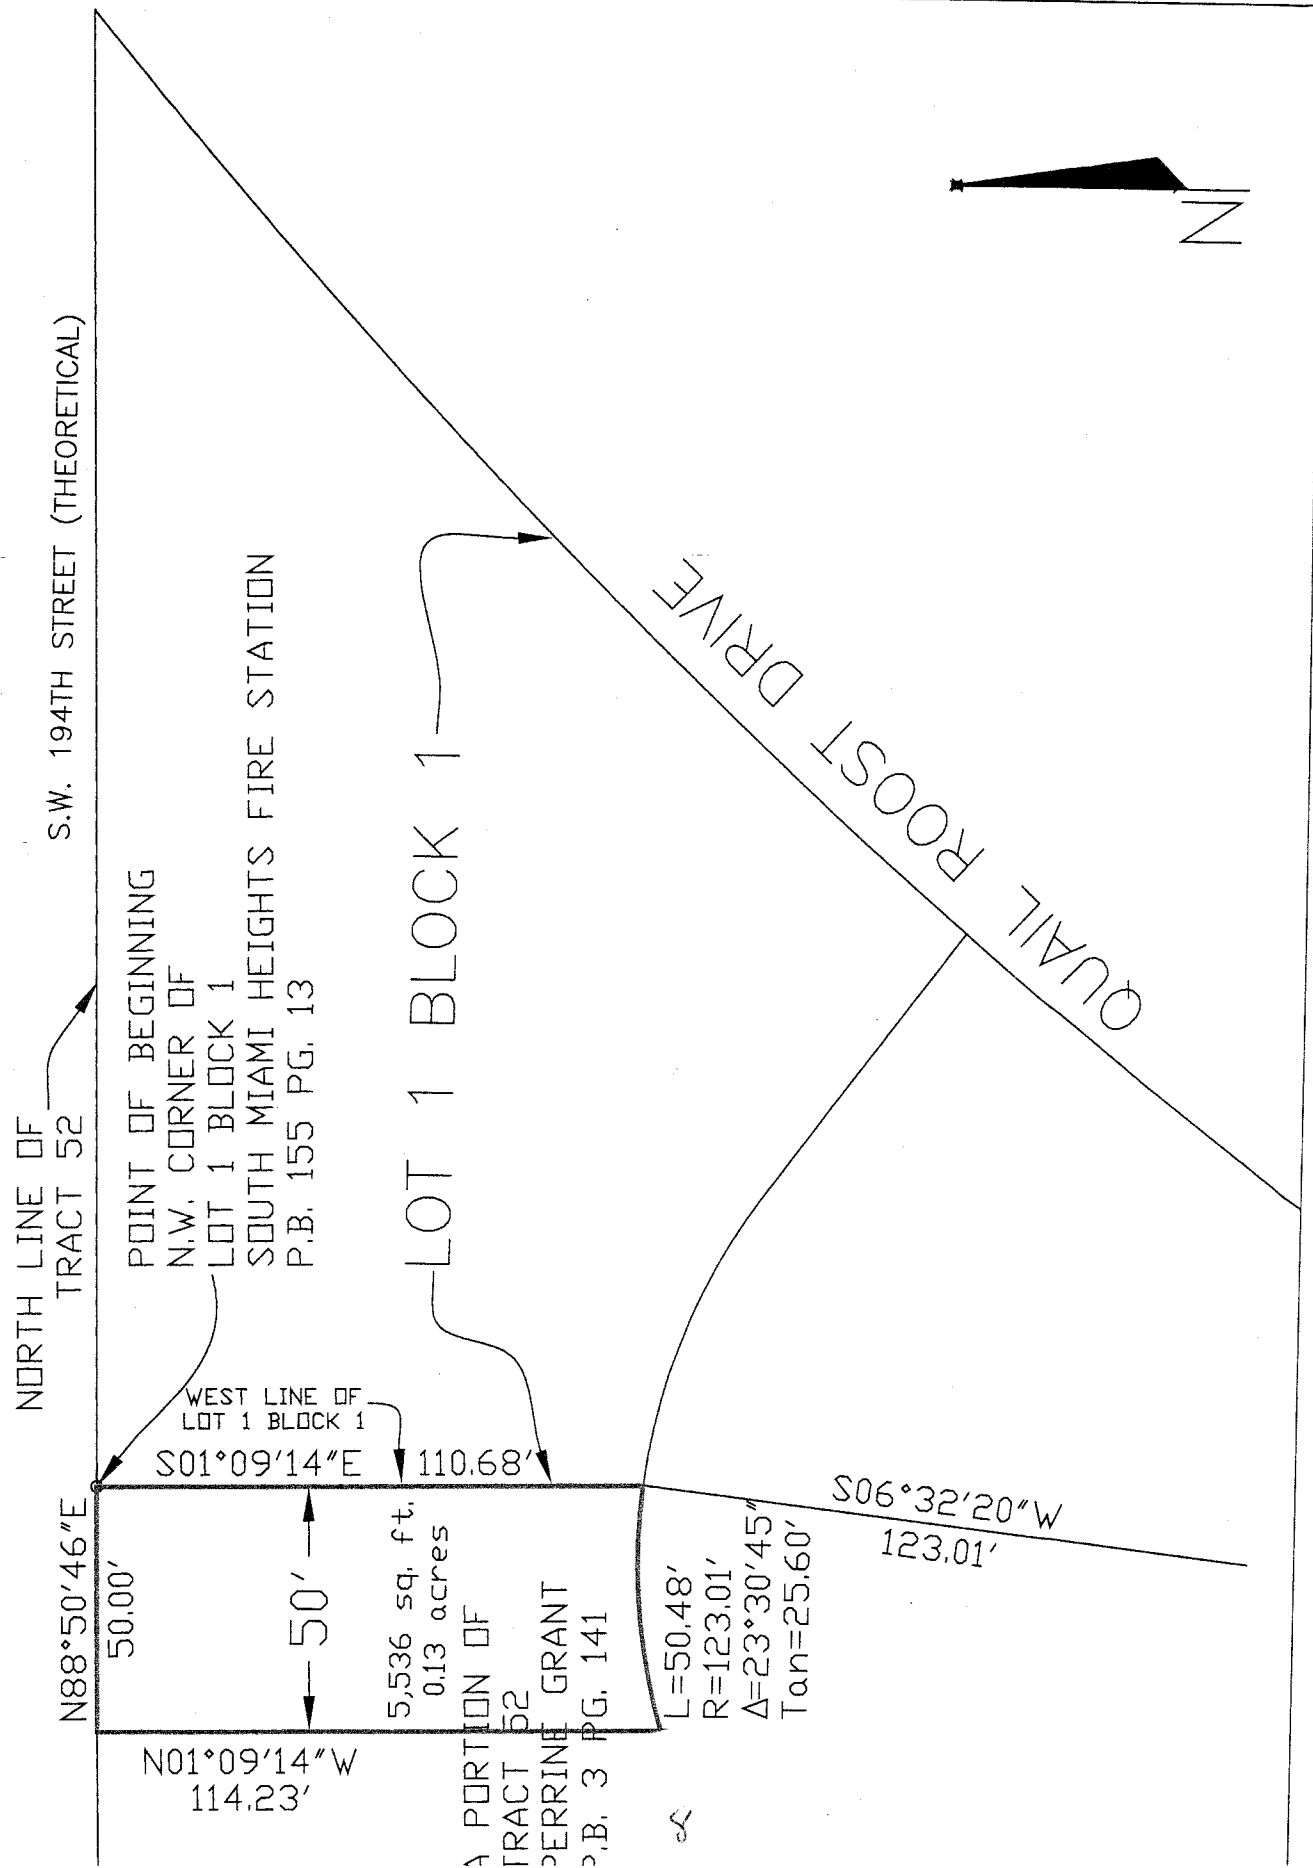 NORTH LINE OF
TRACT 52
S.W. 194TH STREET (THEORETICAL)
POINT OF BEGINNING
N.W. CORNER OF
LOT 1 BLOCK 1
SOUTH MIAMI HEIGHTS FIRE STATION
P.B. 155 PG. 13
LOT 1 BLOCK 1
QUAIL ROOST DRIVE
N
WEST LINE OF
LOT 1 BLOCK 1
S01°09'14"E 110.68'
N88°50'46"E
50.00'
50'
5,536 sq. ft.
0.13 acres
N01°09'14"W
114.23'
A PORTION OF
TRACT 52
PERRINE GRANT
P.B. 3 PG. 141
L=50.48'
R=123.01'
Δ=23°30'45"
Tan=25.60'
S06°32'20"W
123.01'